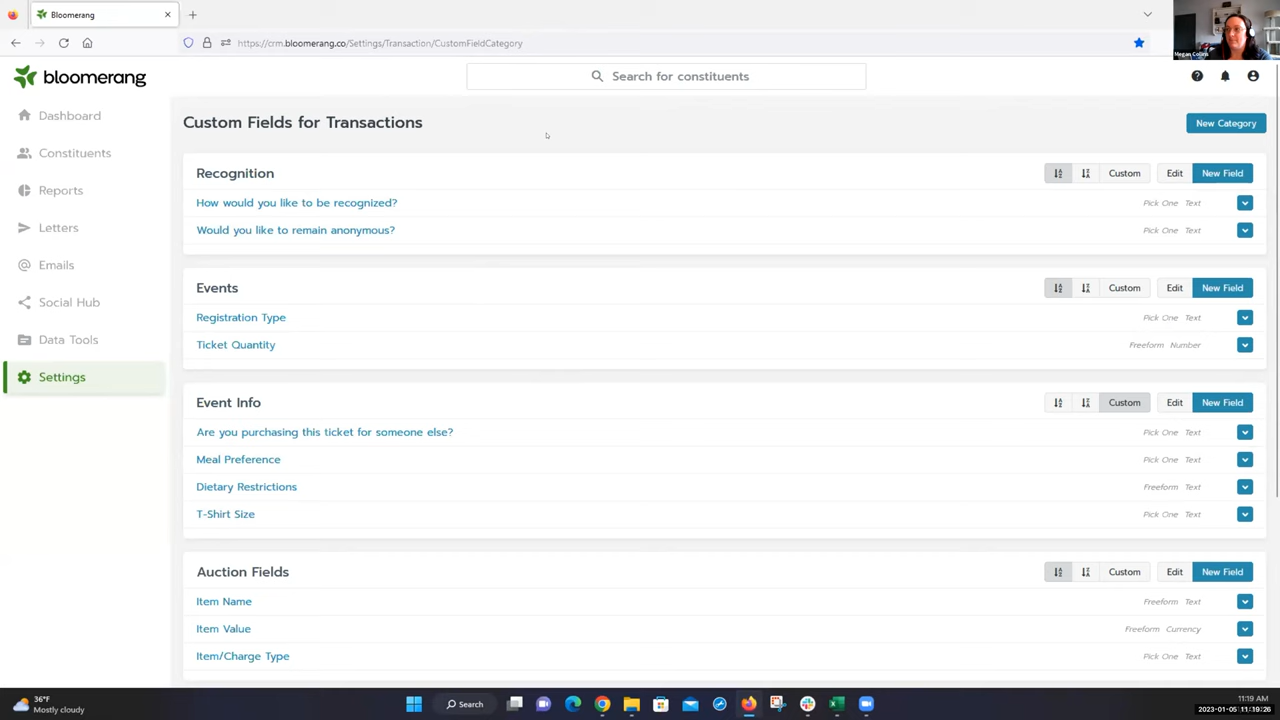 Bloomerang
https://crm.bloomerang.co/Settings/Transaction/CustomFieldCategory
Megan Collins
bloomerang
Search for constituents
Dashboard
Constituents
Reports
Letters
Emails
Social Hub
Data Tools
Settings
Custom Fields for Transactions
New Category
Recognition
Custom
Edit
New Field
How would you like to be recognized?
Pick One Text
Would you like to remain anonymous?
Pick One Text
Events
Custom
Edit
New Field
Registration Type
Pick One Text
Ticket Quantity
Freeform Number
Event Info
Custom
Edit
New Field
Are you purchasing this ticket for someone else?
Pick One Text
Meal Preference
Pick One Text
Dietary Restrictions
Freeform Text
T-Shirt Size
Pick One Text
Auction Fields
Custom
Edit
New Field
Item Name
Freeform Text
Item Value
Freeform Currency
Item/Charge Type
Pick One Text
36°F
Mostly cloudy
Search
11:19 AM
2023-01-05 11:19:26